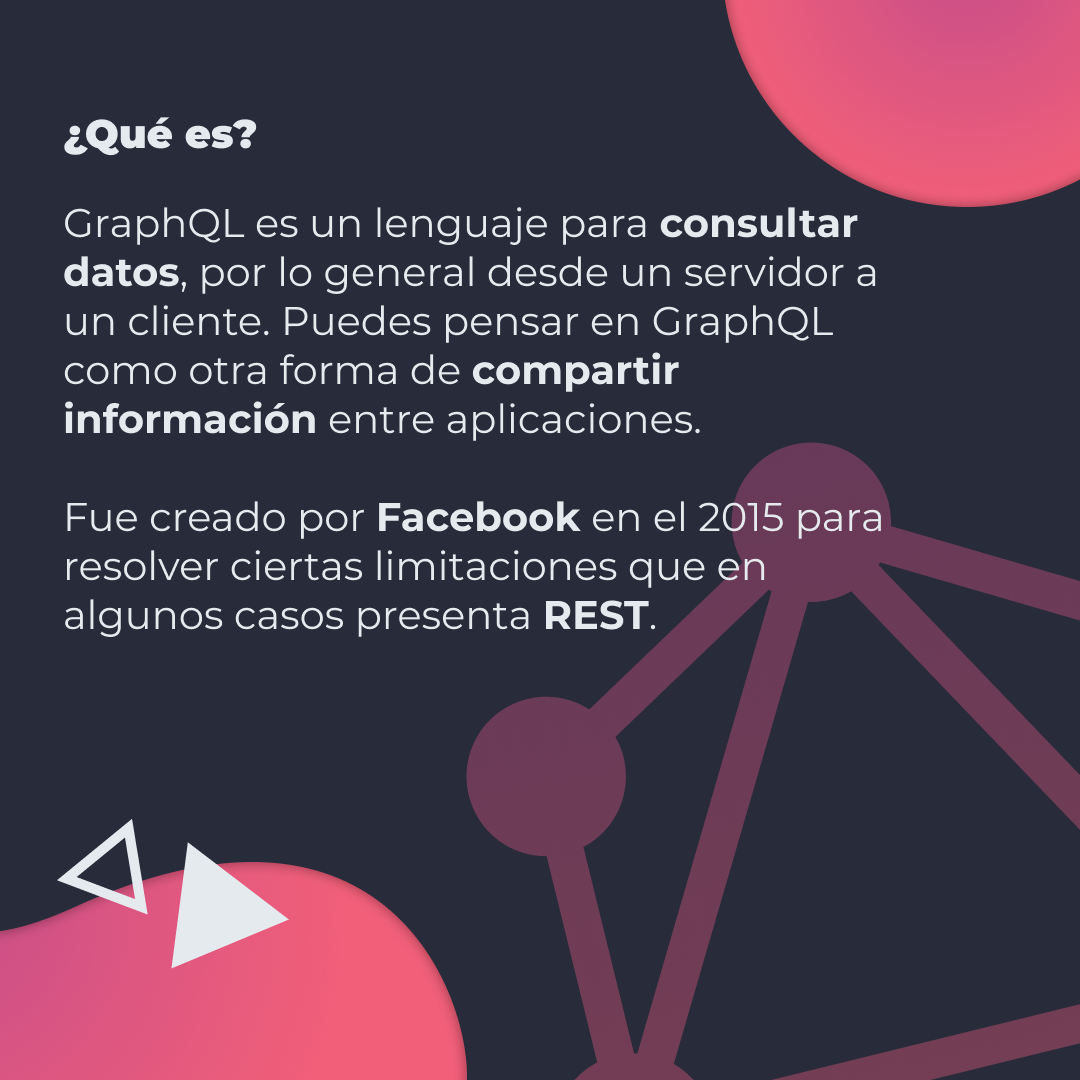 ¿Qué es?
GraphQL es un lenguaje para consultar
datos, por lo general desde un servidor a
un cliente. Puedes pensar en GraphQL
como otra forma de compartir
información entre aplicaciones.
Fue creado por Facebook en el 2015 para
resolver ciertas limitaciones que en
algunos casos presenta REST.